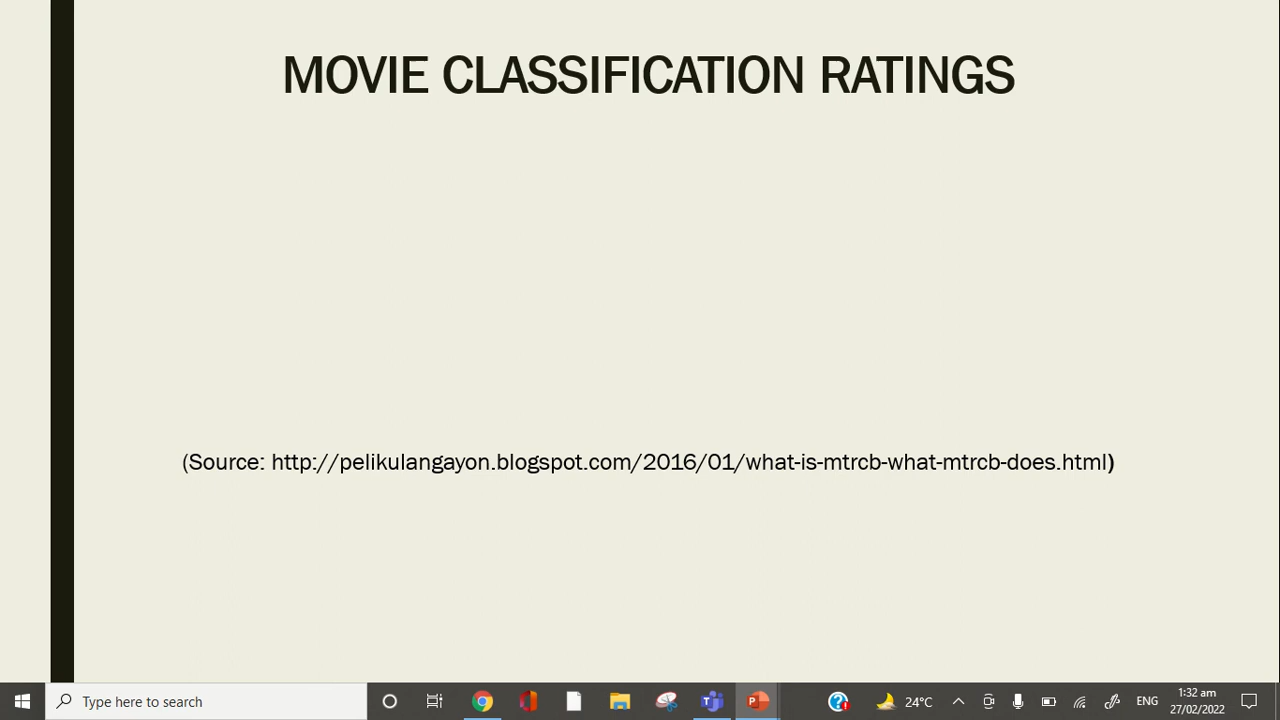 MOVIE CLASSIFICATION RATINGS
(Source: http://pelikulangayon.blogspot.com/2016/01/what-is-mtrcb-what-mtrcb-does.html)
Type here to search
24°C
ENG
1:32 am
27/02/2022